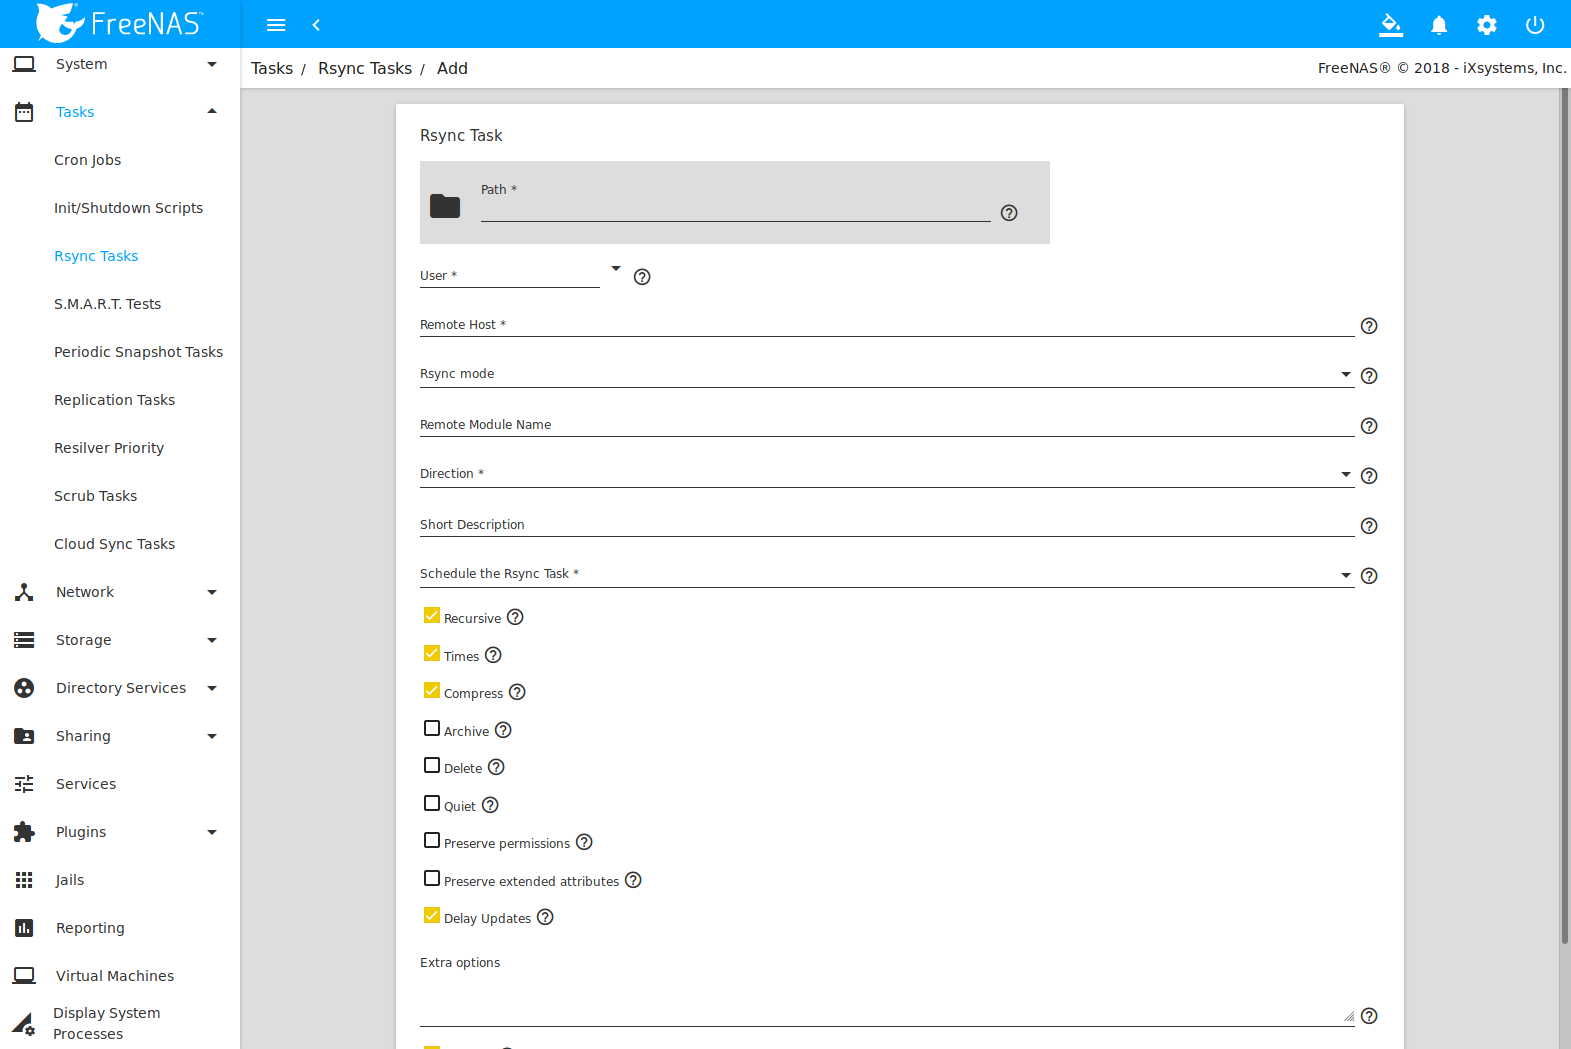 FreeNAS™
System
Tasks
Cron Jobs
Init/Shutdown Scripts
Rsync Tasks
S.M.A.R.T. Tests
Periodic Snapshot Tasks
Replication Tasks
Resilver Priority
Scrub Tasks
Cloud Sync Tasks
Network
Storage
Directory Services
Sharing
Services
Plugins
Jails
Reporting
Virtual Machines
Display System
Processes
Tasks / Rsync Tasks / Add
FreeNAS® © 2018 - iXsystems, Inc.
Rsync Task
Path *
User *
Remote Host *
Rsync mode
Remote Module Name
Direction *
Short Description
Schedule the Rsync Task *
Recursive
Times
Compress
Archive
Delete
Quiet
Preserve permissions
Preserve extended attributes
Delay Updates
Extra options